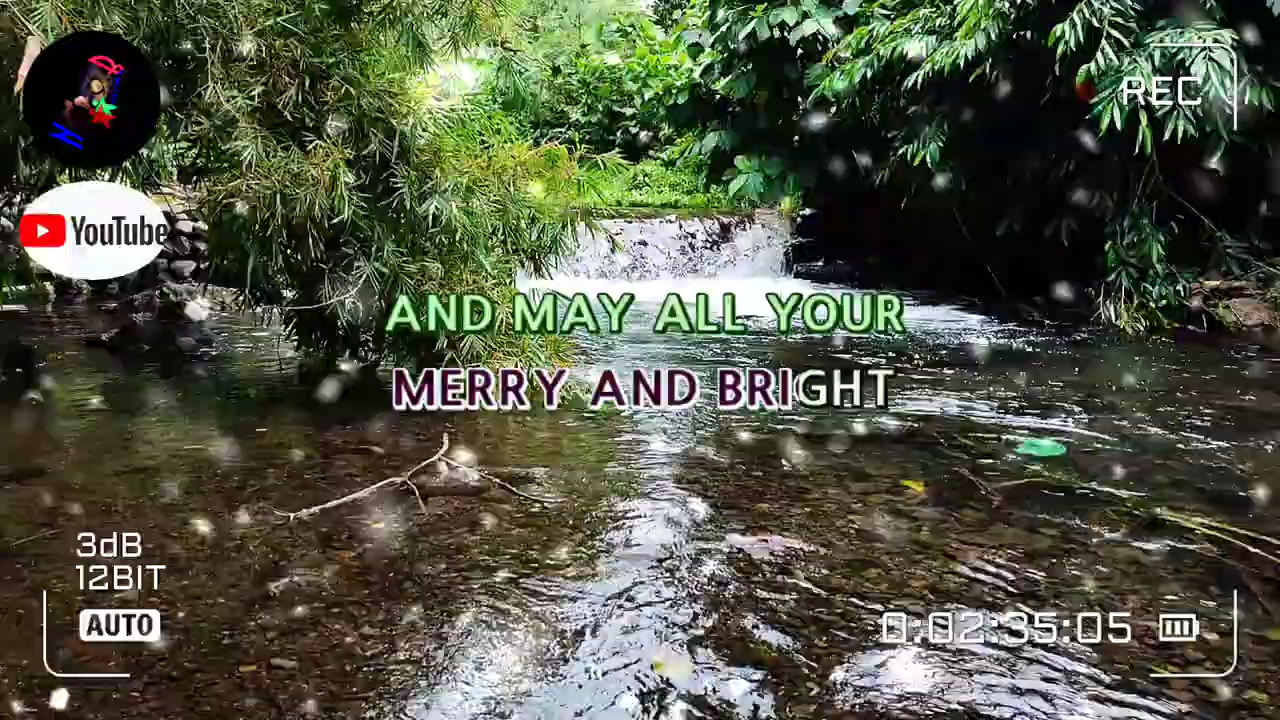 REC
YouTube
AND MAY ALL YOUR
MERRY AND BRIGHT
3dB
12BIT
AUTO
0:02:35:05